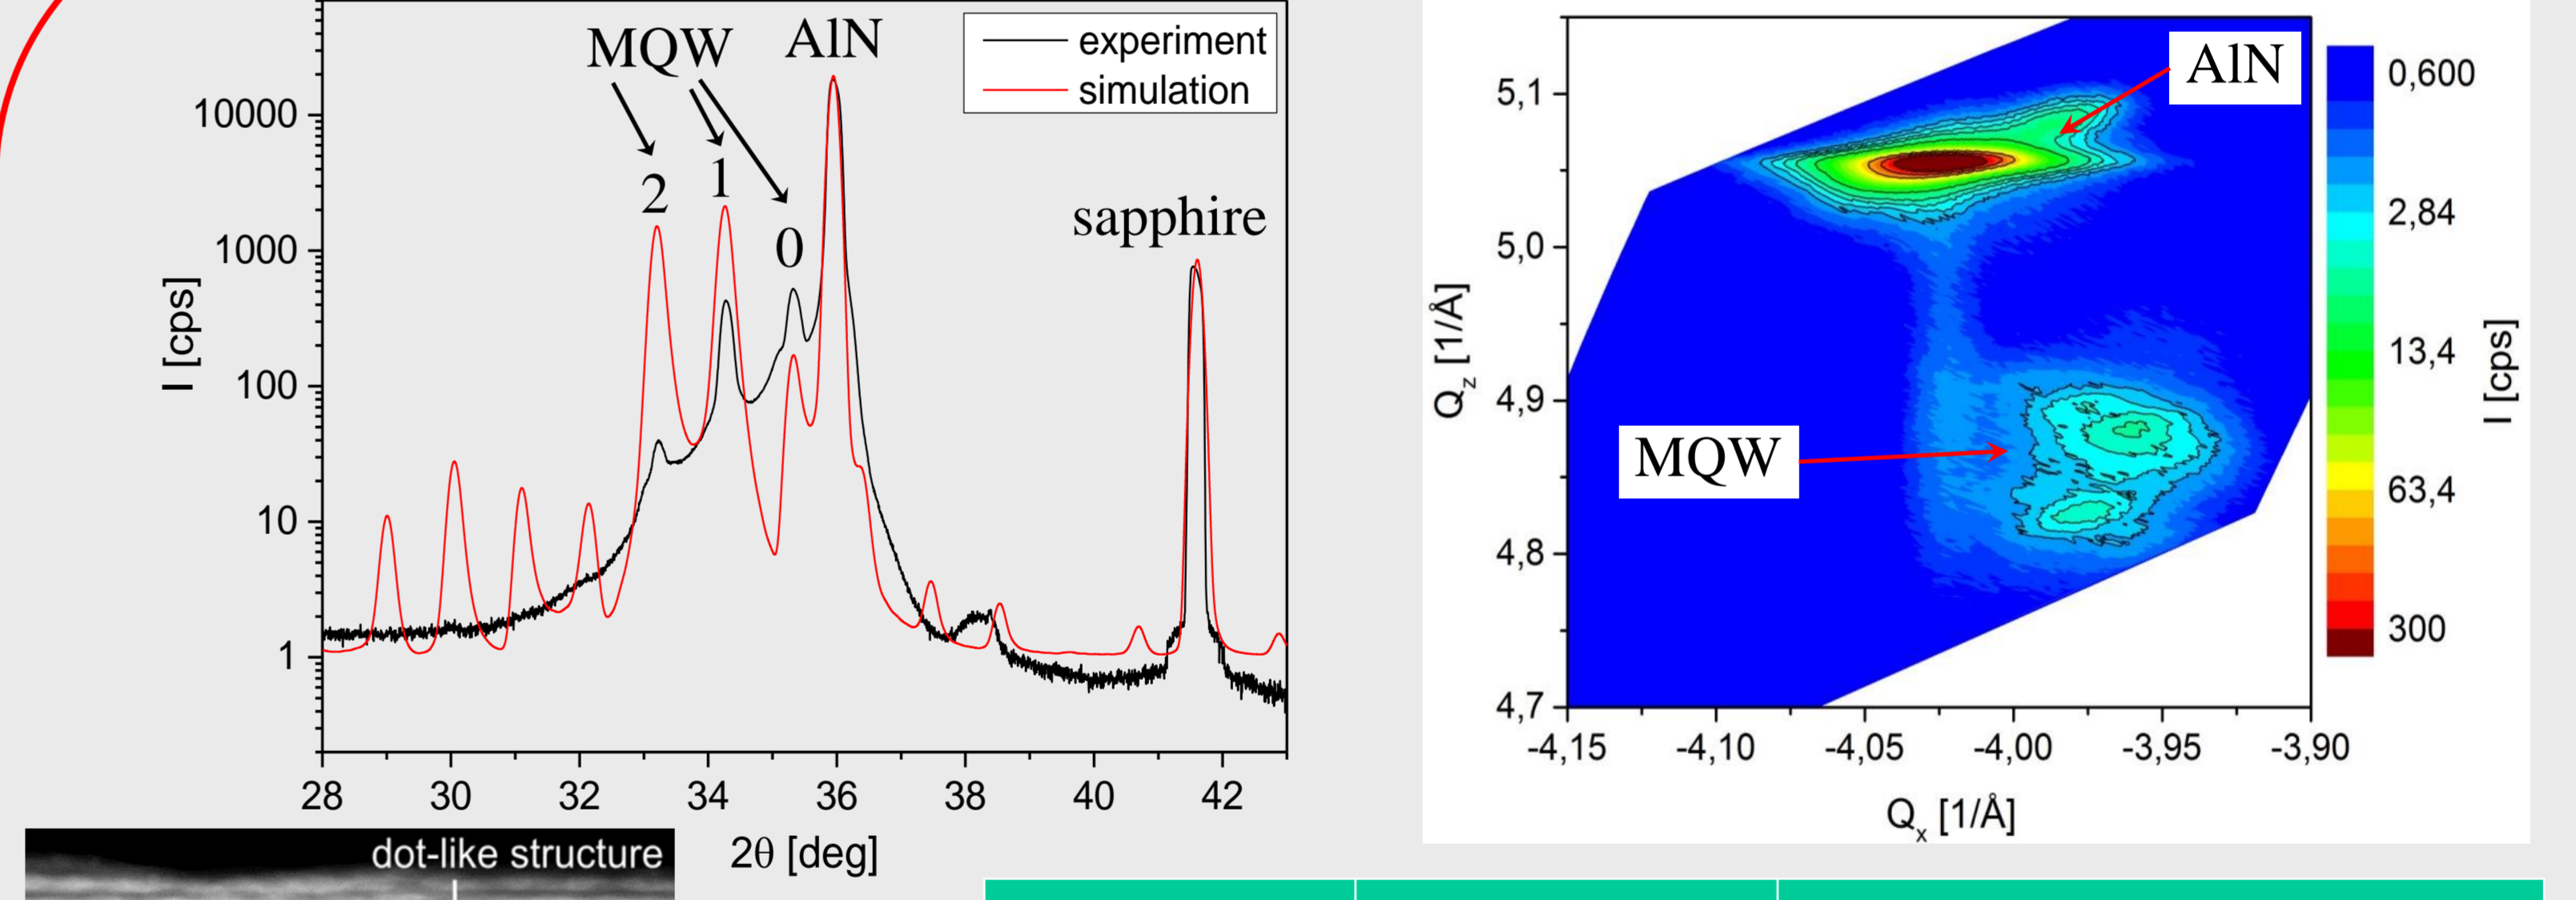 MQW
AlN
experiment
simulation
2
1
0
sapphire
10000
1000
100
10
1
I [cps]
28 30 32 34 36 38 40 42
2θ [deg]
dot-like structure
AlN
MQW
5,1
5,0
4,9
4,8
4,7
Qz [1/Å]
-4,15 -4,10 -4,05 -4,00 -3,95 -3,90
Qx [1/Å]
0,600
2,84
13,4
63,4
300
I [cps]